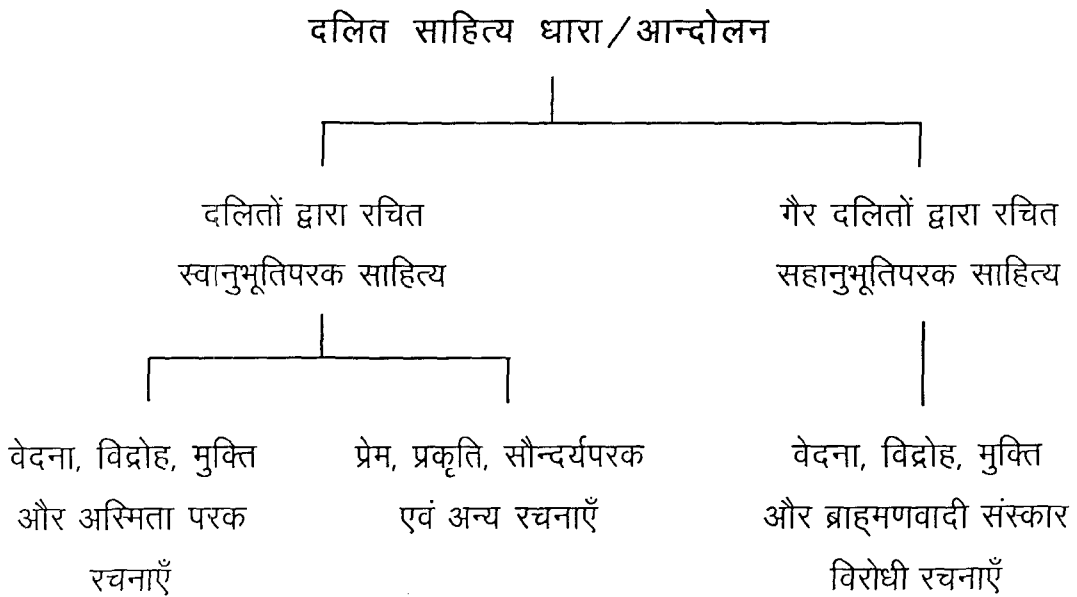 दलित साहित्य धारा/आन्दोलन
दलितों द्वारा रचित
स्वानुभूतिपरक साहित्य
गैर दलितों द्वारा रचित
सहानुभूतिपरक साहित्य
वेदना, विद्रोह, मुक्ति
और अस्मिता परक
रचनाएँ
प्रेम, प्रकृति, सौन्दर्यपरक
एवं अन्य रचनाएँ
वेदना, विद्रोह, मुक्ति
और ब्राह्मणवादी संस्कार
विरोधी रचनाएँ